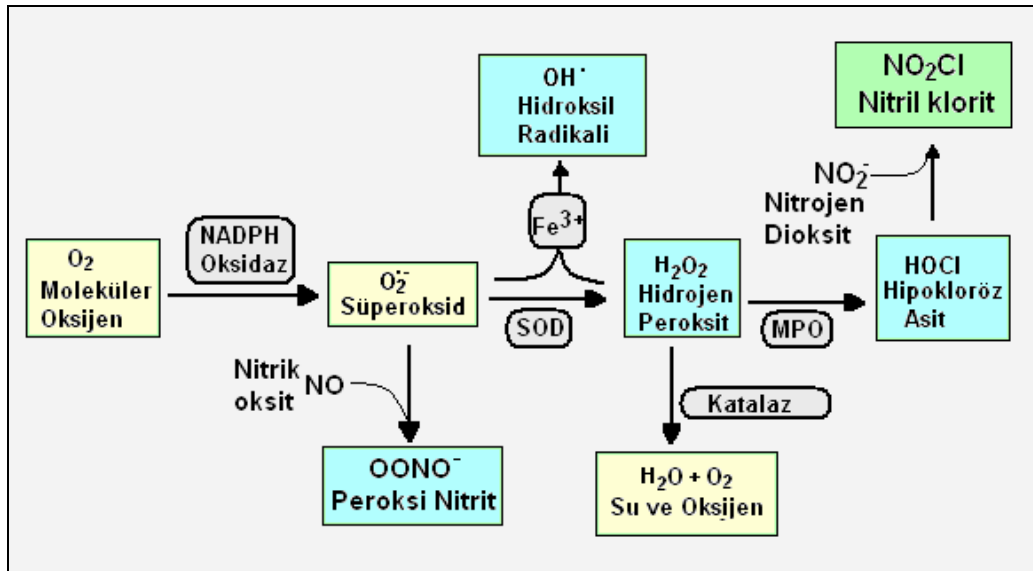 OH˙
Hidroksil
Radikali
NO₂Cl
Nitril klorit
NO₂⁻
Nitrojen
Dioksit
NADPH
Oksidaz
Fe³⁺
O₂
Moleküler
Oksijen
O₂˙⁻
Süperoksid
SOD
H₂O₂
Hidrojen
Peroksit
MPO
HOCl
Hipokloröz
Asit
Nitrik
oksit
NO
Katalaz
OONO⁻
Peroksi Nitrit
H₂O + O₂
Su ve Oksijen